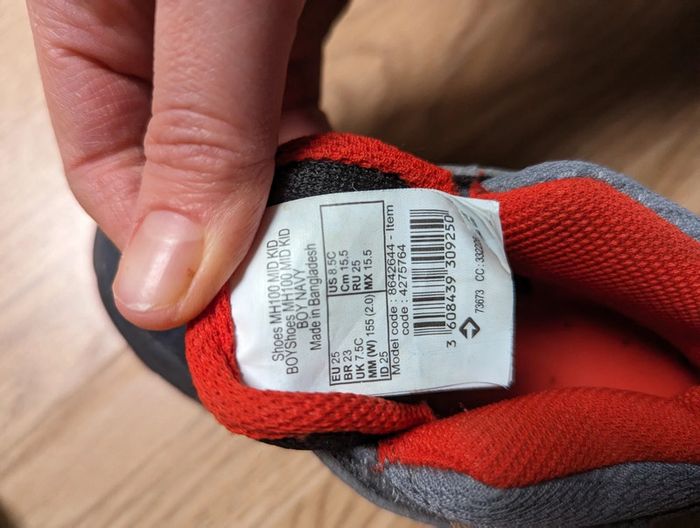 Shoes MH100 MID KID
BOYShoes MH100 MID KID
BOY NAVY
Made in Bangladesh
EU 25 US 8.5C
BR 23 Cm 15.5
UK 7.5C RU 25
MM (W) 155 (2.0) MX 15.5
ID 25
Model code : 8642644 - Item
code : 4275764
3 608439 309250
73673 CC: